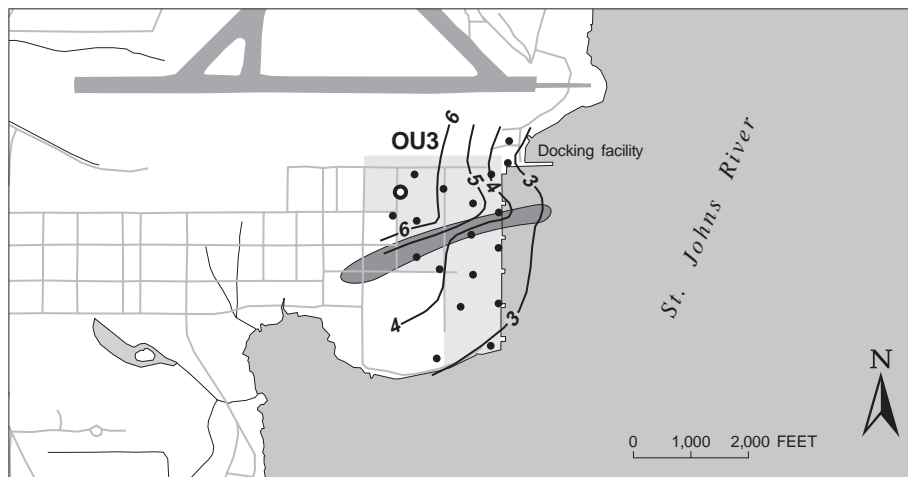 6
OU3
Docking facility
5
4
3
6
St. Johns River
4
3
N
0 1,000 2,000 FEET